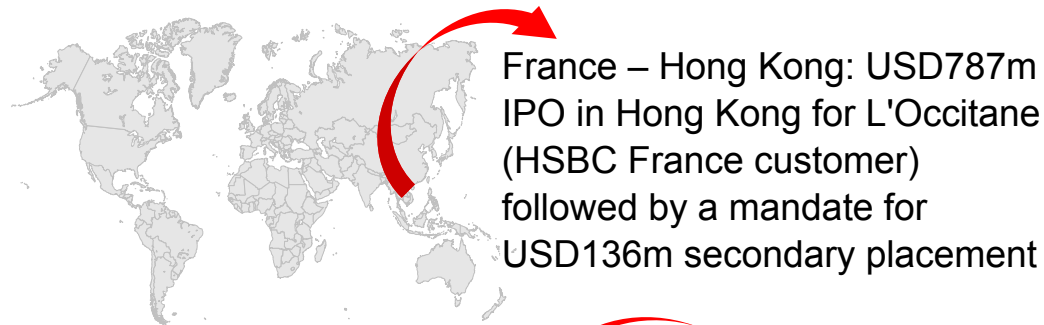 France – Hong Kong: USD787m
IPO in Hong Kong for L'Occitane
(HSBC France customer)
followed by a mandate for
USD136m secondary placement